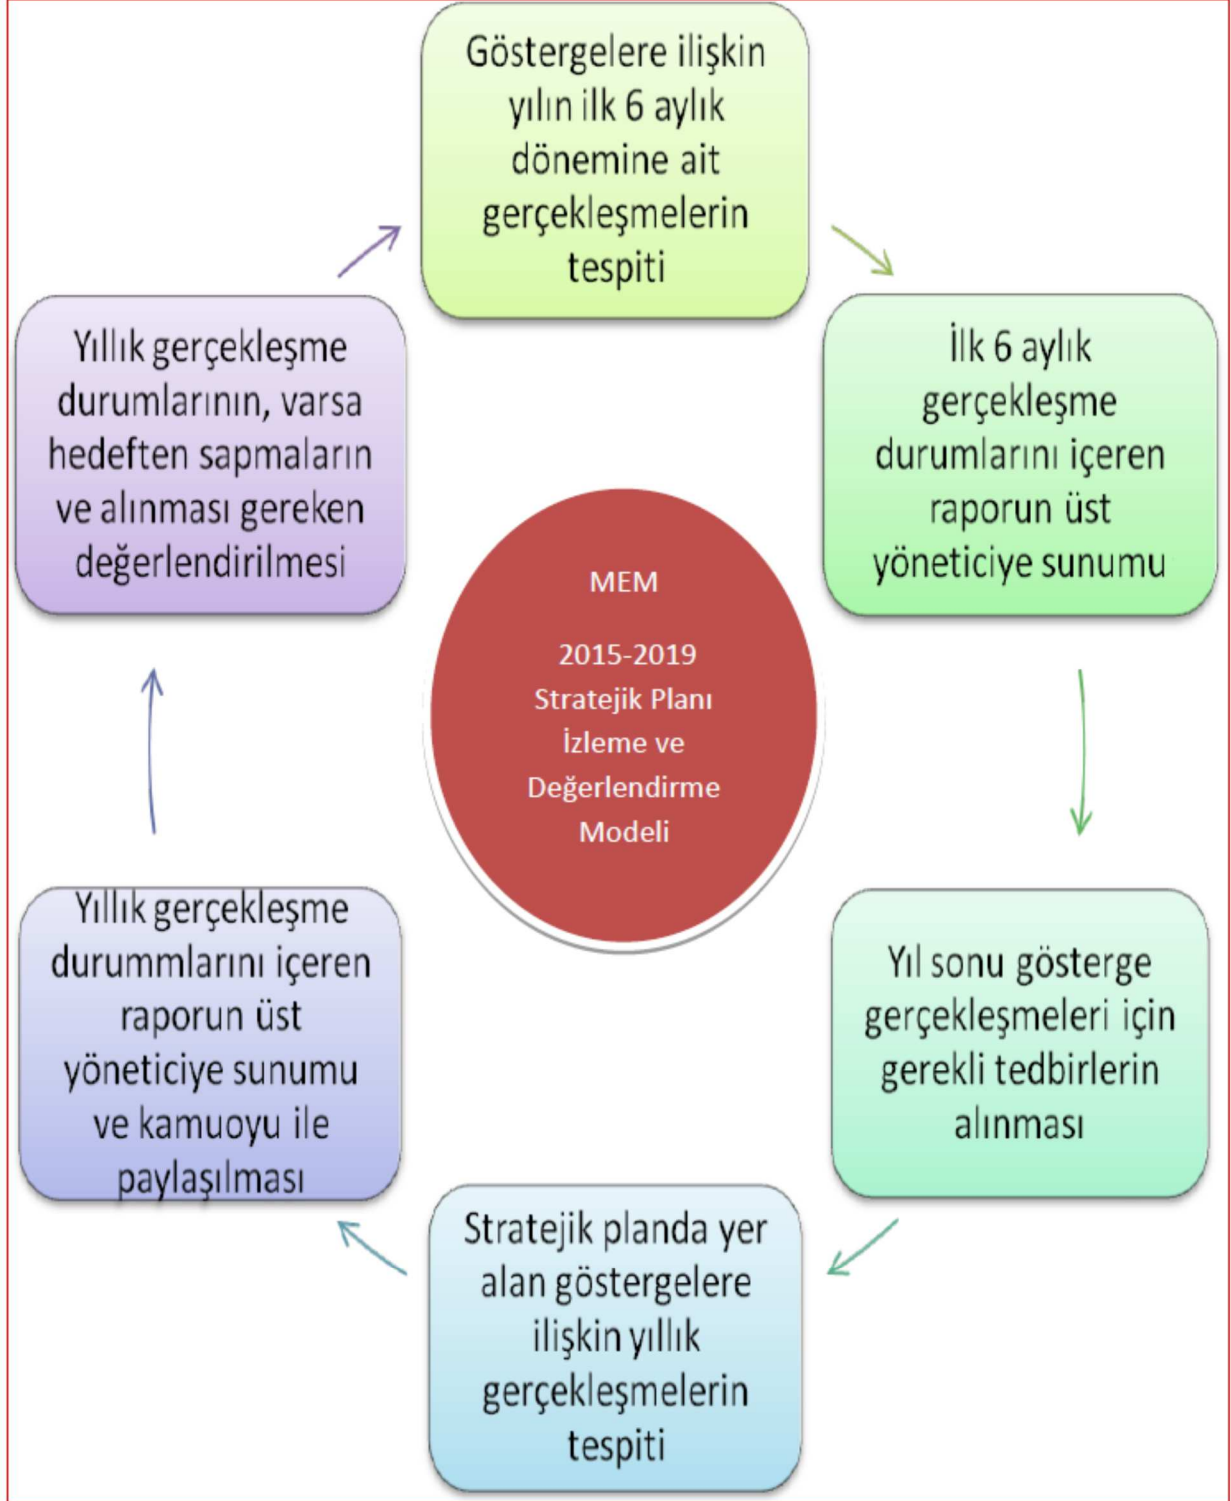 Göstergelere ilişkin
yılın ilk 6 aylık
dönemine ait
gerçekleşmelerin
tespiti
İlk 6 aylık
gerçekleşme
durumlarını içeren
raporun üst
yöneticiye sunumu
Yıl sonu gösterge
gerçekleşmeleri için
gerekli tedbirlerin
alınması
Stratejik planda yer
alan göstergelere
ilişkin yıllık
gerçekleşmelerin
tespiti
Yıllık gerçekleşme
durummlarını içeren
raporun üst
yöneticiye sunumu
ve kamuoyu ile
paylaşılması
Yıllık gerçekleşme
durumlarının, varsa
hedeften sapmaların
ve alınması gereken
değerlendirilmesi
MEM
2015-2019
Stratejik Planı
İzleme ve
Değerlendirme
Modeli